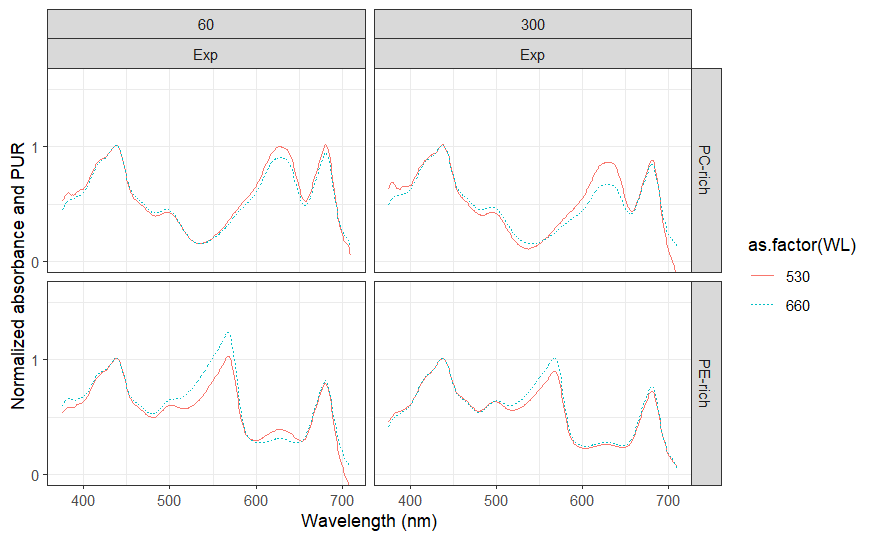 60
300
Exp
Exp
Normalized absorbance and PUR
1
0
PC-rich
1
0
PE-rich
400
500
600
700
400
500
600
700
Wavelength (nm)
as.factor(WL)
530
660